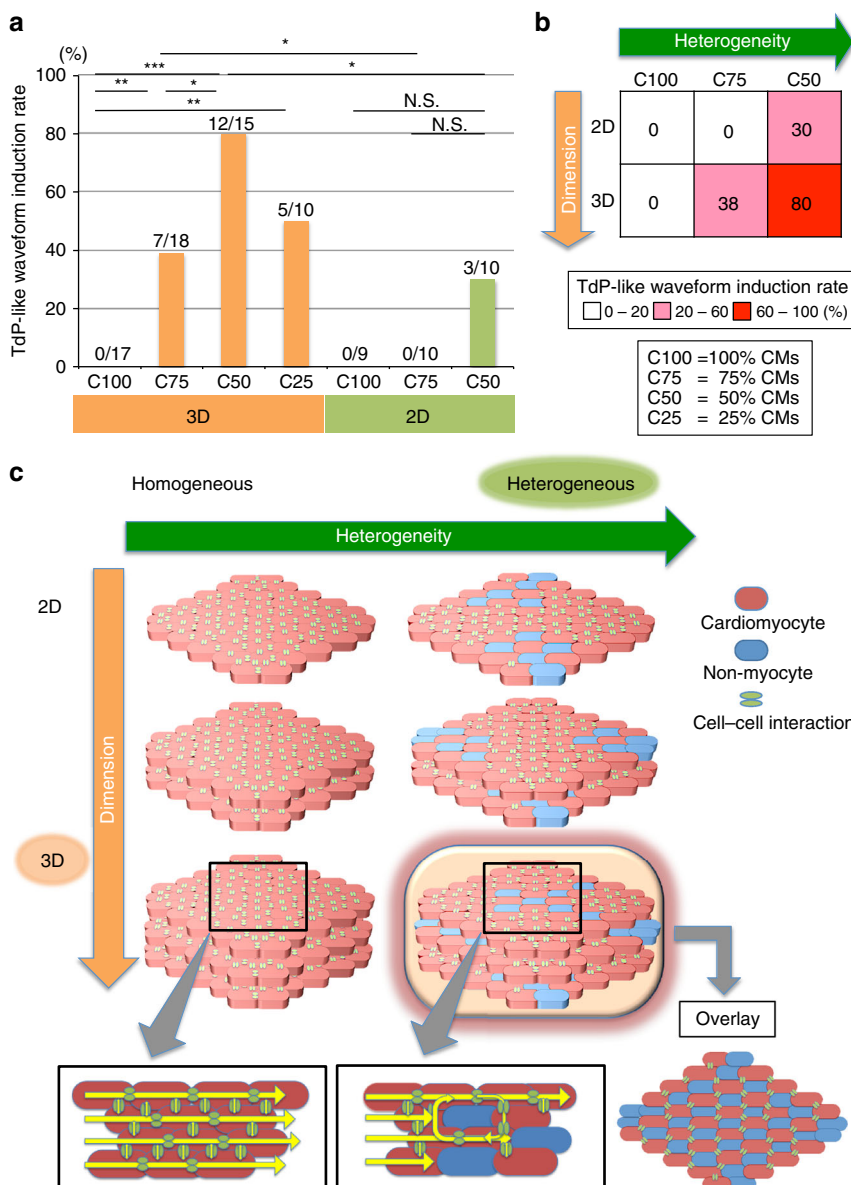 a
(%)
TdP-like waveform induction rate
100
80
60
40
20
0
*
***
*
**
*
**
N.S.
N.S.
0/17
7/18
12/15
5/10
0/9
0/10
3/10
C100 C75 C50 C25 C100 C75 C50
3D 2D
b
Heterogeneity
C100 C75 C50
Dimension
2D 0 0 30
3D 0 38 80
TdP-like waveform induction rate
0 – 20 20 – 60 60 – 100 (%)
C100 =100% CMs
C75 = 75% CMs
C50 = 50% CMs
C25 = 25% CMs
c
Homogeneous Heterogeneous
Heterogeneity
2D
Dimension
3D
Cardiomyocyte
Non-myocyte
Cell–cell interaction
Overlay